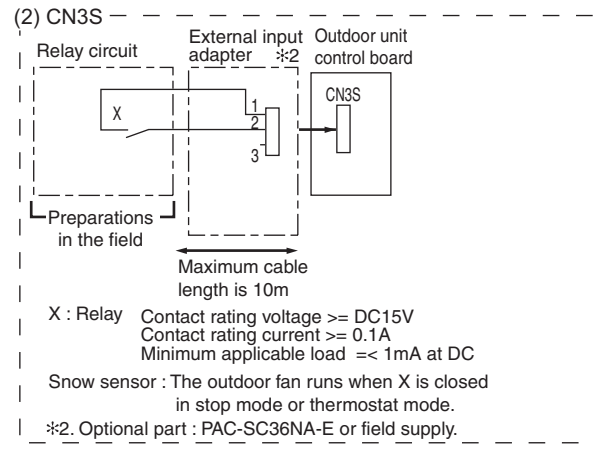 (2) CN3S
Relay circuit
External input
adapter ✻2
Outdoor unit
control board
X
1
2
3
CN3S
Preparations
in the field
Maximum cable
length is 10m
X : Relay Contact rating voltage >= DC15V
Contact rating current >= 0.1A
Minimum applicable load =< 1mA at DC
Snow sensor : The outdoor fan runs when X is closed
in stop mode or thermostat mode.
✻2. Optional part : PAC-SC36NA-E or field supply.